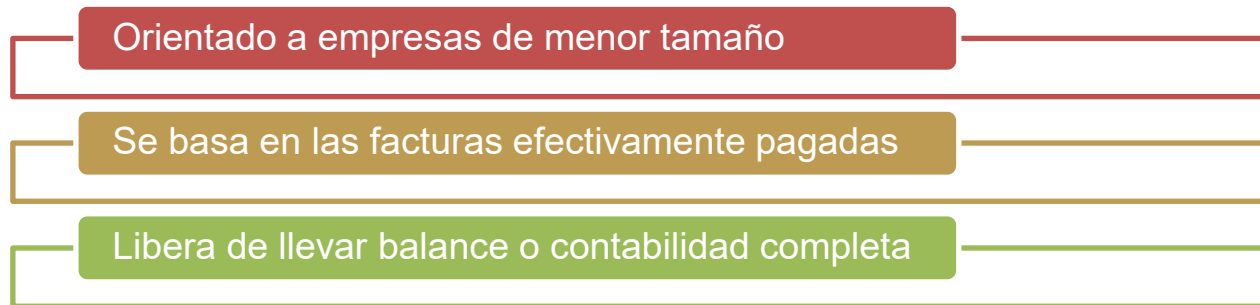 Orientado a empresas de menor tamaño
Se basa en las facturas efectivamente pagadas
Libera de llevar balance o contabilidad completa